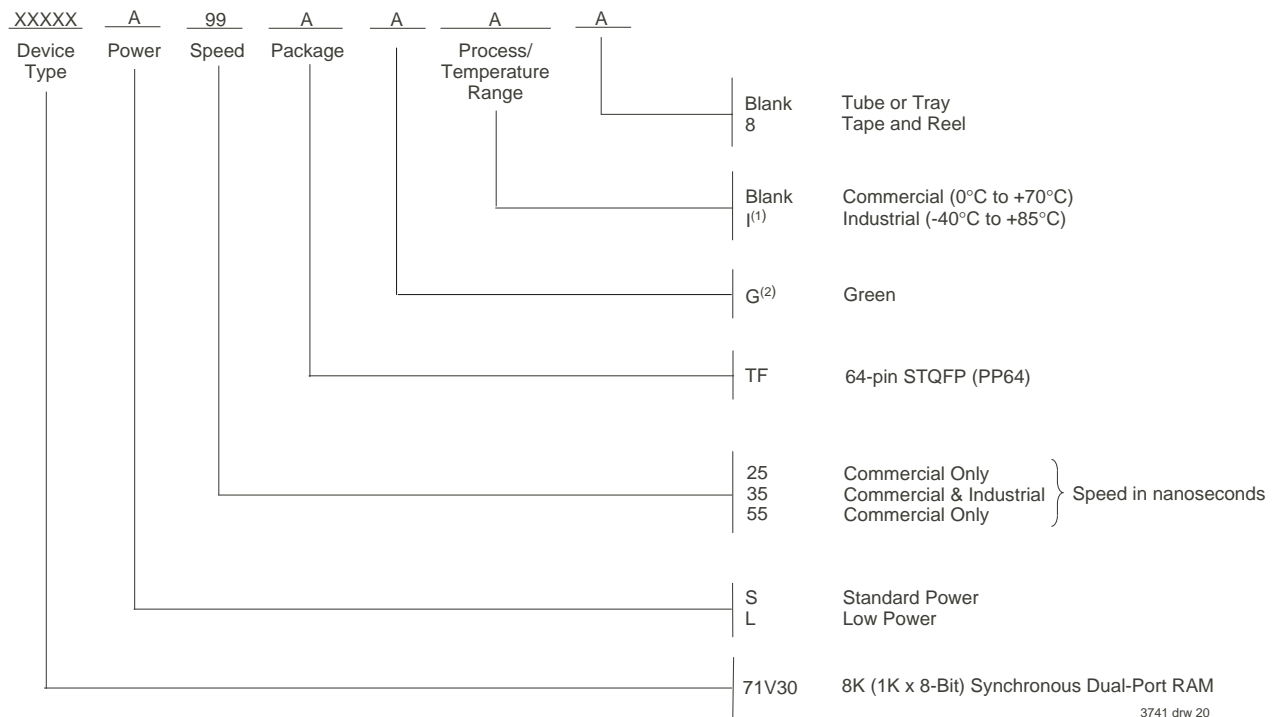 XXXXX A 99 A A A A
Device Power Speed Package Process/
Type Temperature
Range
Blank Tube or Tray
8 Tape and Reel
Blank Commercial (0°C to +70°C)
I(1) Industrial (-40°C to +85°C)
G(2) Green
TF 64-pin STQFP (PP64)
25 Commercial Only
35 Commercial & Industrial Speed in nanoseconds
55 Commercial Only
S Standard Power
L Low Power
71V30 8K (1K x 8-Bit) Synchronous Dual-Port RAM
3741 drw 20